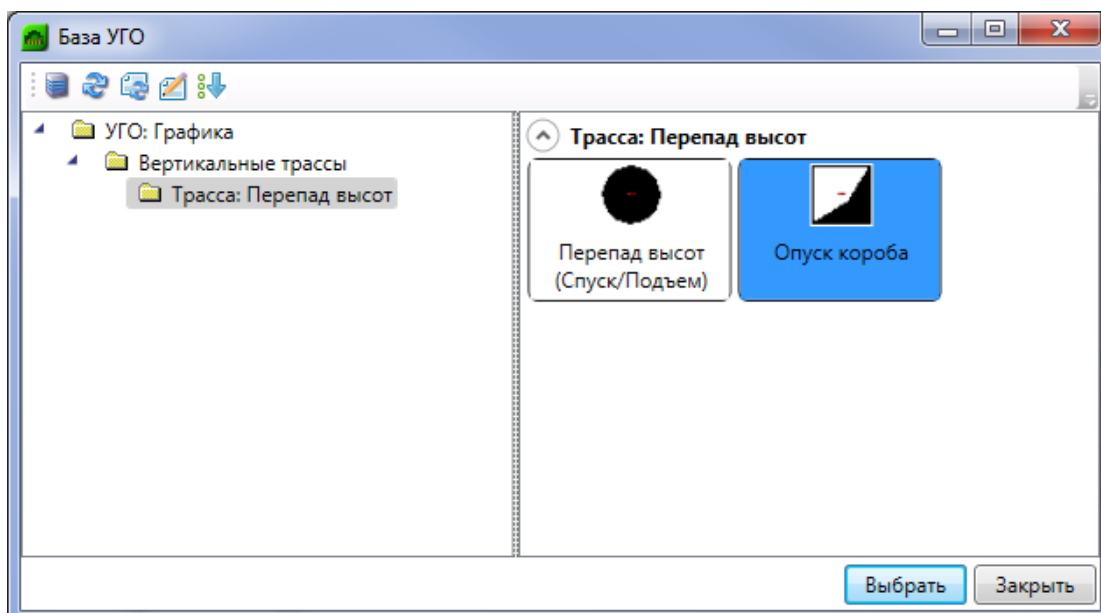 База УГО
УГО: Графика
Вертикальные трассы
Трасса: Перепад высот
Трасса: Перепад высот
Перепад высот
(Спуск/Подъем)
Опуск короба
Выбрать
Закрыть